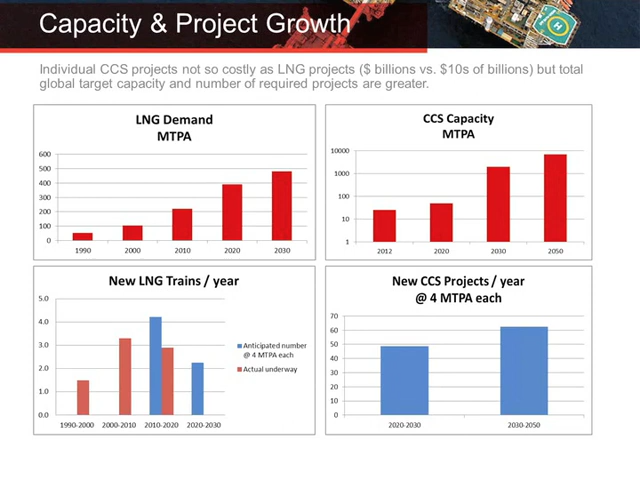 Capacity & Project Growth
H
Individual CCS projects not so costly as LNG projects ($ billions vs. $10s of billions) but total
global target capacity and number of required projects are greater.
LNG Demand
MTPA
600
500
400
300
200
100
0
1990 2000 2010 2020 2030
CCS Capacity
MTPA
10000
1000
100
10
1
2012 2020 2030 2050
New LNG Trains / year
5.0
4.0
3.0
2.0
1.0
0.0
1990-2000 2000-2010 2010-2020 2020-2030
Anticipated number
@ 4 MTPA each
Actual underway
New CCS Projects / year
@ 4 MTPA each
70
60
50
40
30
20
10
0
2020-2030 2030-2050